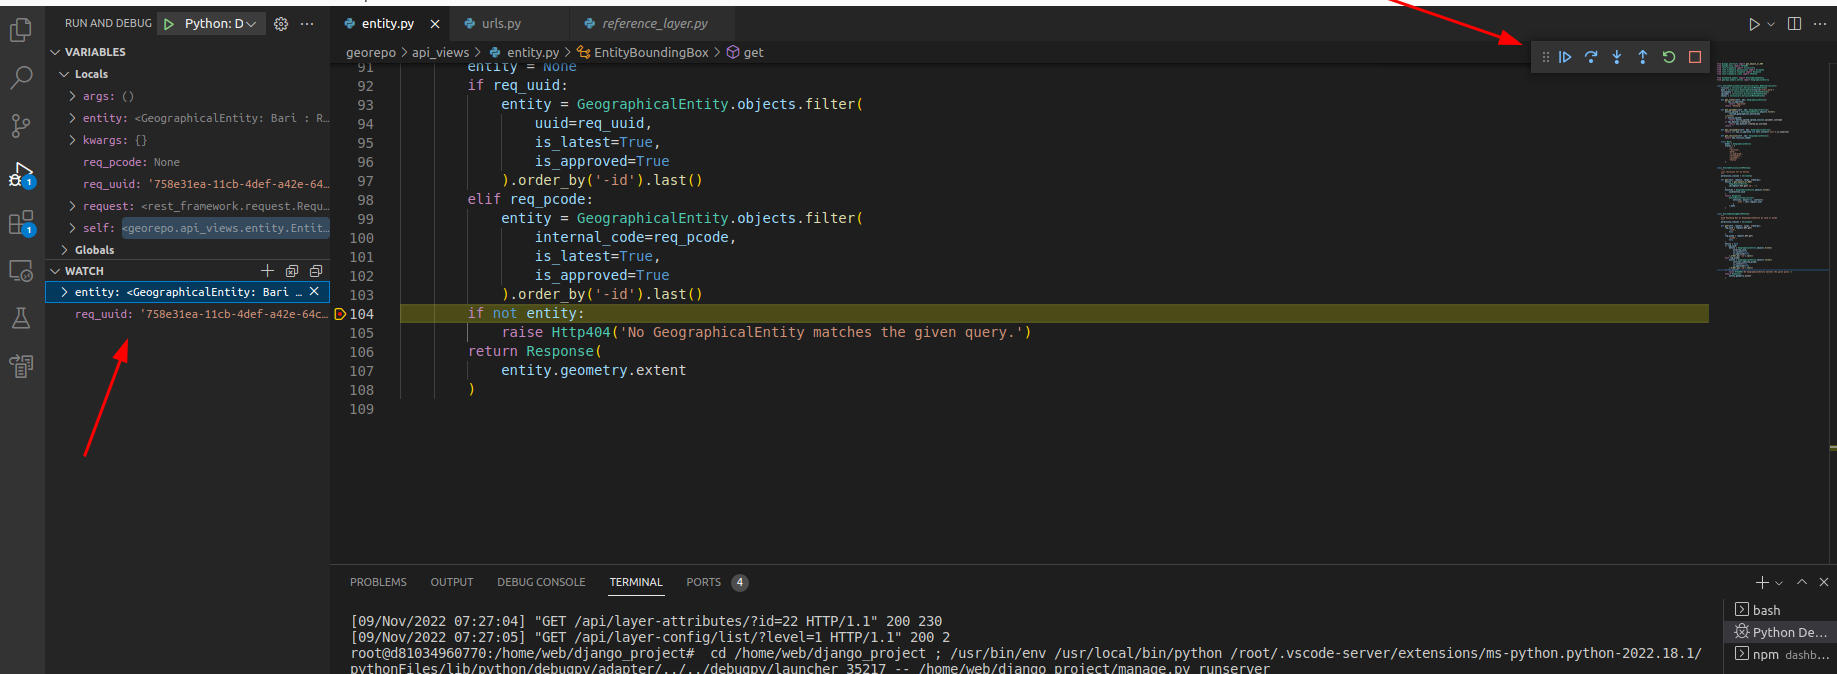 RUN AND DEBUG Python: D
entity.py urls.py reference_layer.py
georepo > api_views > entity.py > EntityBoundingBox > get
VARIABLES
Locals
args: ()
entity: <GeographicalEntity: Bari : R...
kwargs: {}
req_pcode: None
req_uuid: '758e31ea-11cb-4def-a42e-64...
request: <rest_framework.request.Requ...
self: <georepo.api_views.entity.Entit...
Globals
WATCH
entity: <GeographicalEntity: Bari ...
req_uuid: '758e31ea-11cb-4def-a42e-64c...
1
1
91 entity = None
92 if req_uuid:
93 entity = GeographicalEntity.objects.filter(
94 uuid=req_uuid,
95 is_latest=True,
96 is_approved=True
97 ).order_by('-id').last()
98 elif req_pcode:
99 entity = GeographicalEntity.objects.filter(
100 internal_code=req_pcode,
101 is_latest=True,
102 is_approved=True
103 ).order_by('-id').last()
104 if not entity:
105 raise Http404('No GeographicalEntity matches the given query.')
106 return Response(
107 entity.geometry.extent
108 )
109
PROBLEMS OUTPUT DEBUG CONSOLE TERMINAL PORTS 4
[09/Nov/2022 07:27:04] "GET /api/layer-attributes/?id=22 HTTP/1.1" 200 230
[09/Nov/2022 07:27:05] "GET /api/layer-config/list/?level=1 HTTP/1.1" 200 2
root@d81034960770:/home/web/django_project# cd /home/web/django_project ; /usr/bin/env /usr/local/bin/python /root/.vscode-server/extensions/ms-python.python-2022.18.1/
pythonFiles/lib/python/debugpy/adapter/../../debugpy/launcher 35217 -- /home/web/django_project/manage.py runserver
bash
Python De...
npm dashb...